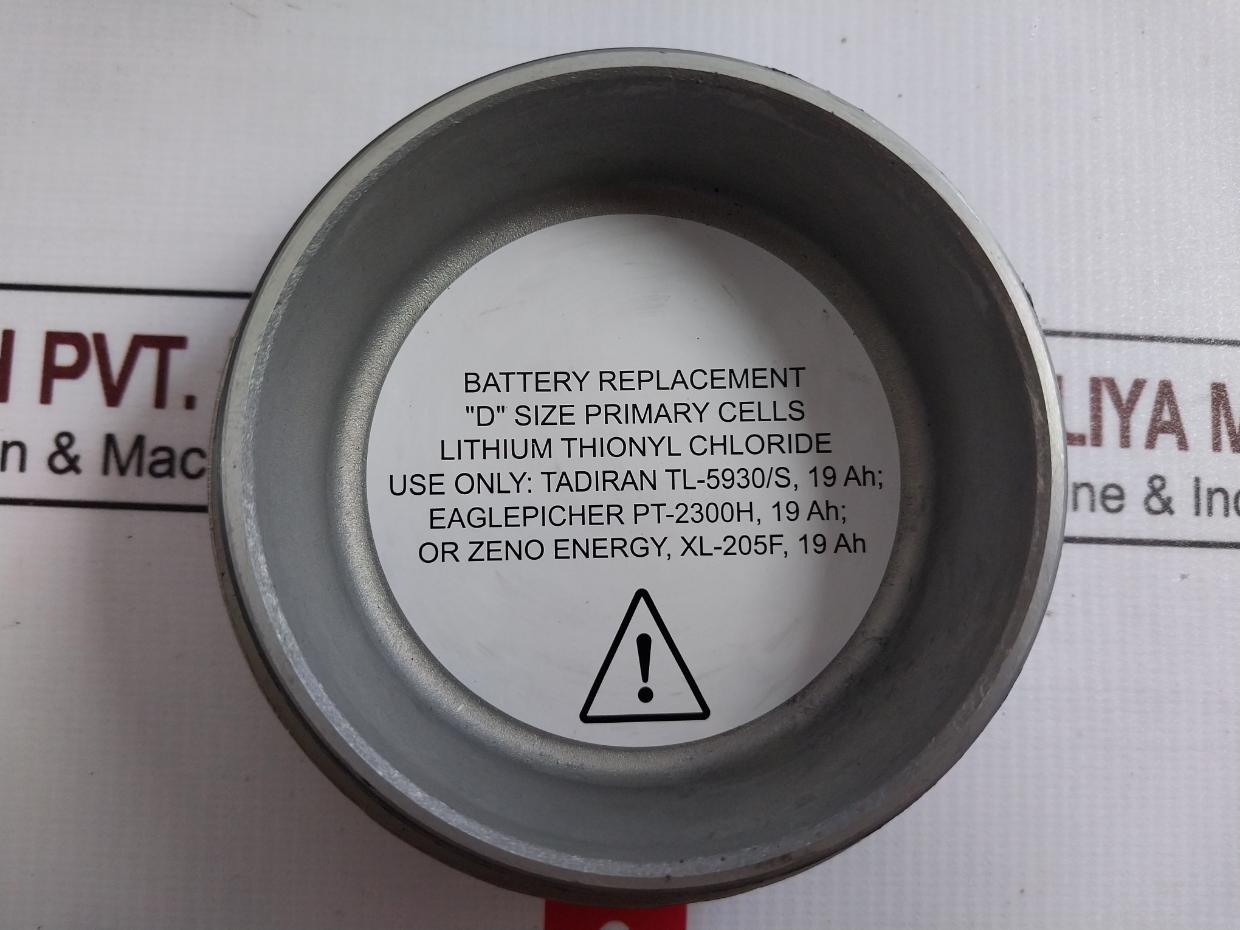 BATTERY REPLACEMENT
"D" SIZE PRIMARY CELLS
LITHIUM THIONYL CHLORIDE
USE ONLY: TADIRAN TL-5930/S, 19 Ah;
EAGLEPICHER PT-2300H, 19 Ah;
OR ZENO ENERGY, XL-205F, 19 Ah
!
PVT.
n & Mac
LIYA M
ne & Ind